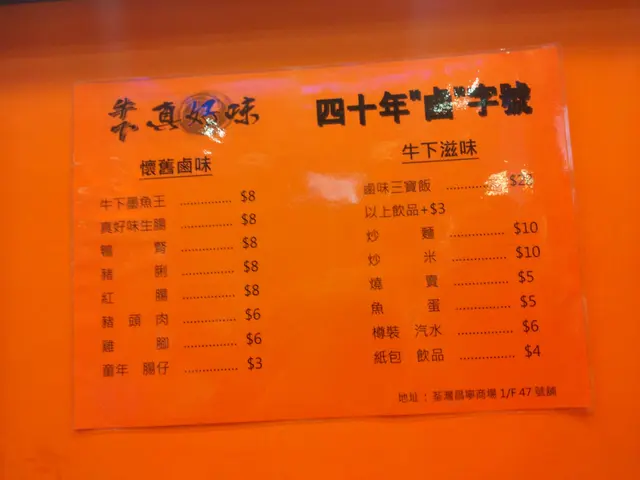 牛下真好味
四十年"鹵"字號
懷舊鹵味
牛下墨魚王 ............ $8
真好味生腸 ............ $8
鴨腎 ............ $8
豬脷 ............ $8
紅腸 ............ $8
豬頭肉 ............ $6
雞腳 ............ $6
童年腸仔 ............ $3
牛下滋味
鹵味三寶飯
以上飲品+$3
炒麵 ............ $10
炒米 ............ $10
燒賣 ............ $5
魚蛋 ............ $5
樽裝 汽水 ............ $6
紙包 飲品 ............ $4
地址：荃灣昌寧商場 1/F 47 號舖